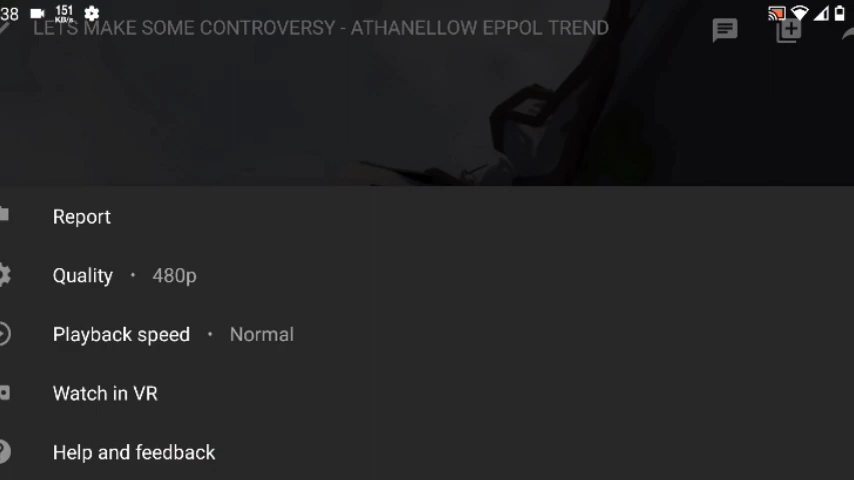 38 151 KB/s
LETS MAKE SOME CONTROVERSY - ATHANELLOW EPPOL TREND
Report
Quality · 480p
Playback speed · Normal
Watch in VR
Help and feedback